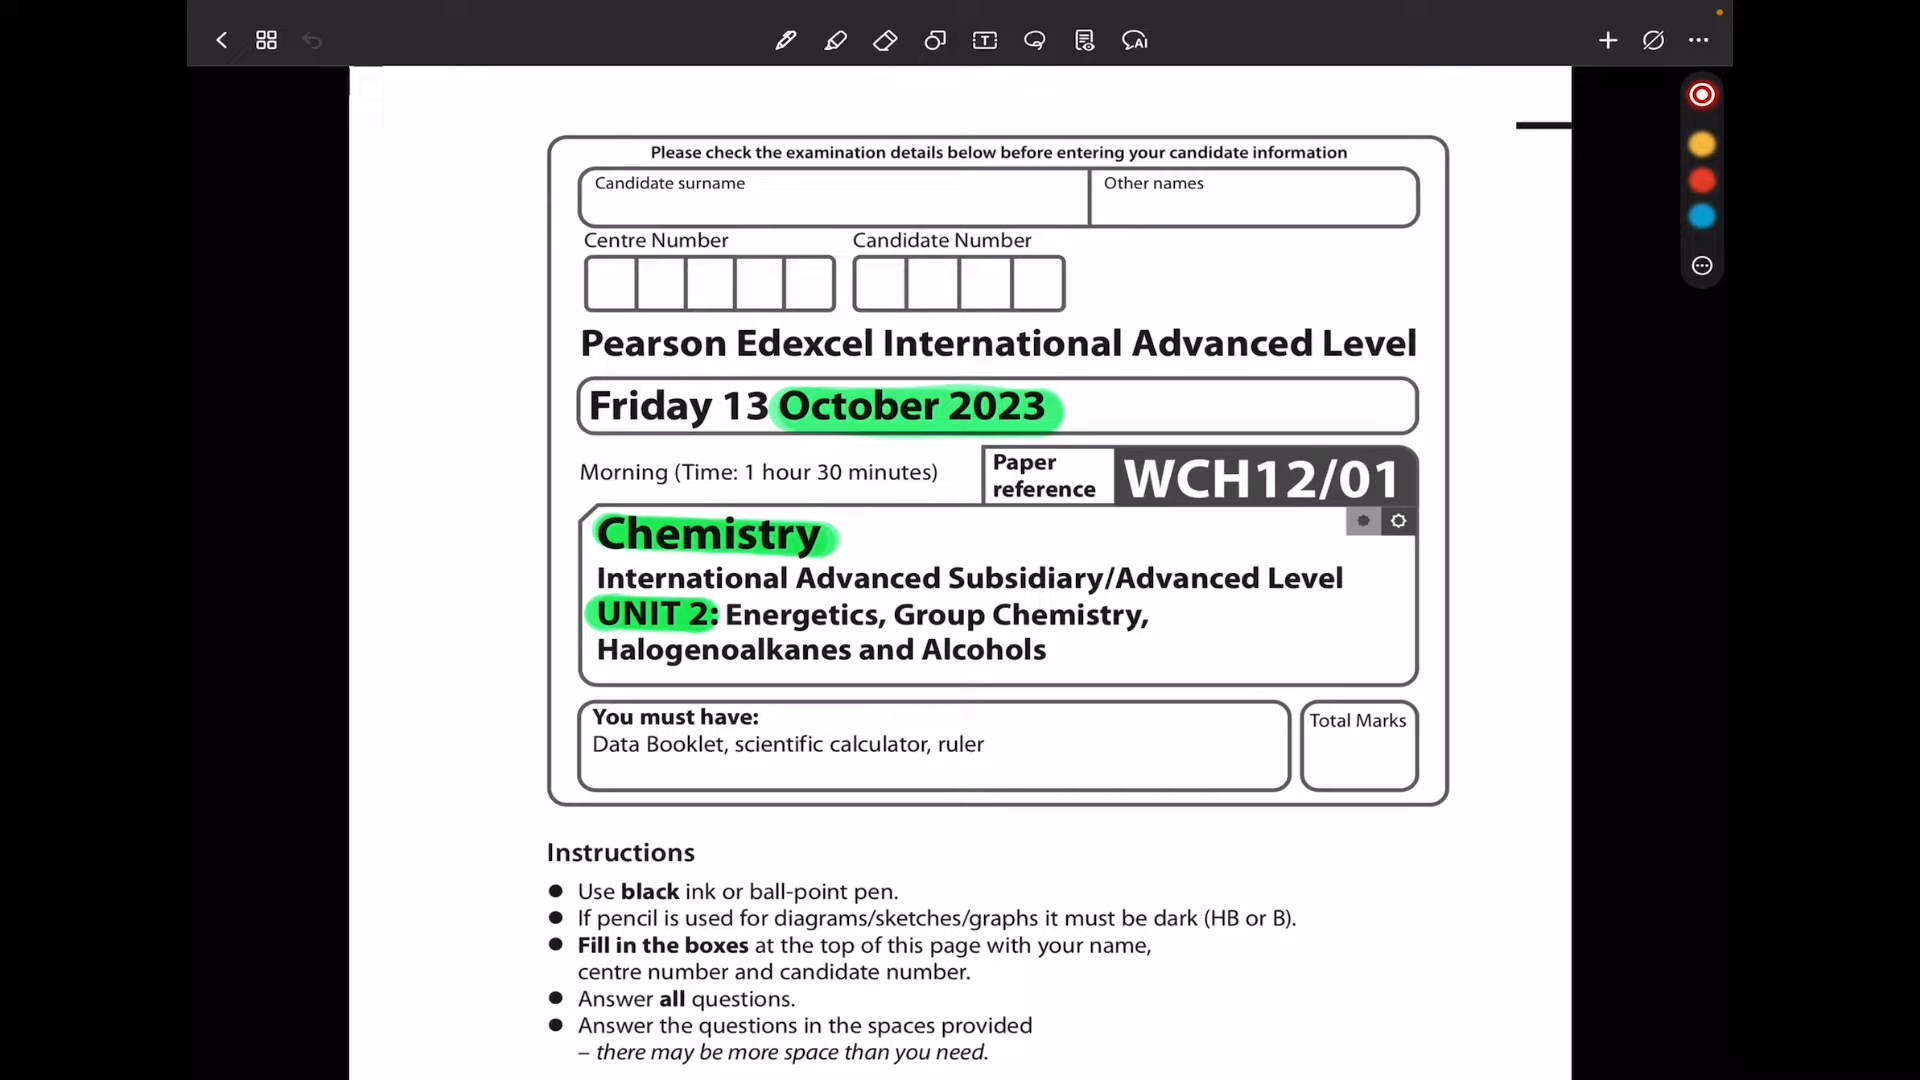 T
AI
Please check the examination details below before entering your candidate information
Candidate surname
Other names
Centre Number
Candidate Number
Pearson Edexcel International Advanced Level
Friday 13 October 2023
Morning (Time: 1 hour 30 minutes)
Paper
reference
WCH12/01
Chemistry
International Advanced Subsidiary/Advanced Level
UNIT 2: Energetics, Group Chemistry,
Halogenoalkanes and Alcohols
You must have:
Data Booklet, scientific calculator, ruler
Total Marks
Instructions
● Use black ink or ball-point pen.
● If pencil is used for diagrams/sketches/graphs it must be dark (HB or B).
● Fill in the boxes at the top of this page with your name,
centre number and candidate number.
● Answer all questions.
● Answer the questions in the spaces provided
– there may be more space than you need.